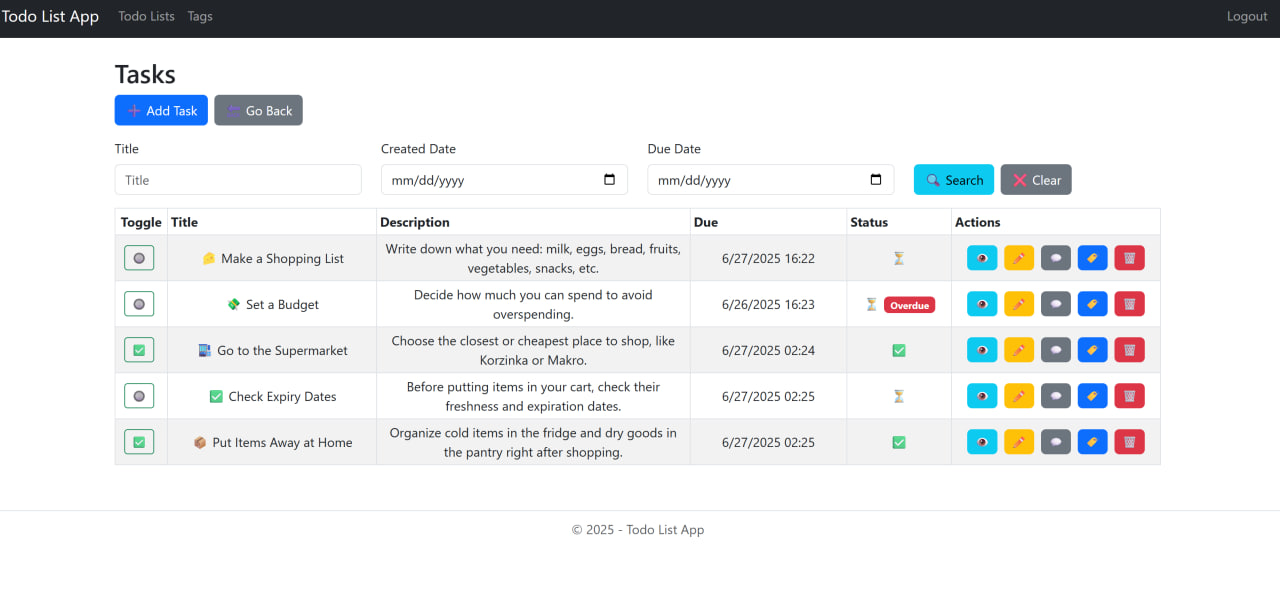 Todo List App Todo Lists Tags Logout
Tasks
➕ Add Task Go Back
Title Created Date Due Date
Title mm/dd/yyyy mm/dd/yyyy 🔍 Search ❌ Clear
Toggle Title Description Due Status Actions
Make a Shopping List Write down what you need: milk, eggs, bread, fruits, vegetables, snacks, etc. 6/27/2025 16:22
Set a Budget Decide how much you can spend to avoid overspending. 6/26/2025 16:23 Overdue
Go to the Supermarket Choose the closest or cheapest place to shop, like Korzinka or Makro. 6/27/2025 02:24
Check Expiry Dates Before putting items in your cart, check their freshness and expiration dates. 6/27/2025 02:25
Put Items Away at Home Organize cold items in the fridge and dry goods in the pantry right after shopping. 6/27/2025 02:25
© 2025 - Todo List App